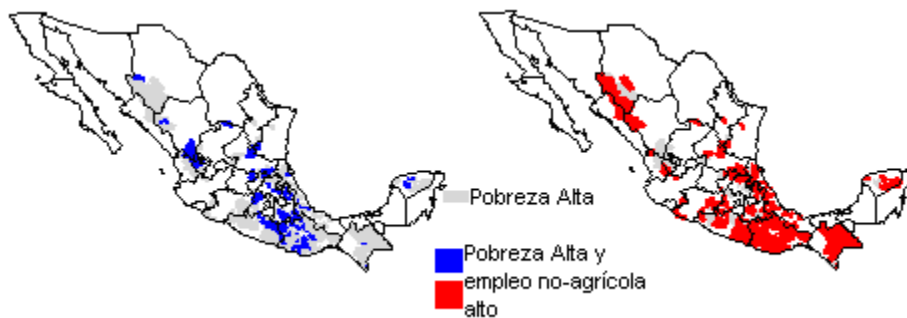 Pobreza Alta
Pobreza Alta y
empleo no-agrícola
alto